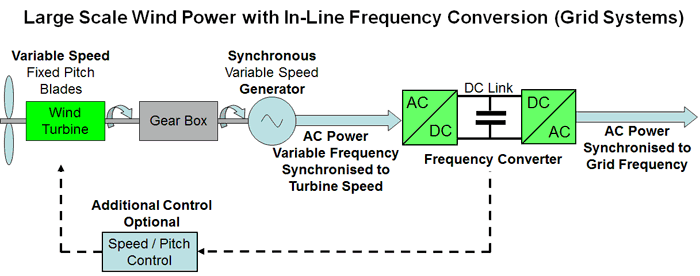 Large Scale Wind Power with In-Line Frequency Conversion (Grid Systems)
Variable Speed
Fixed Pitch
Blades
Wind
Turbine
Gear Box
Synchronous
Variable Speed
Generator
AC Power
Variable Frequency
Synchronised to
Turbine Speed
AC
DC
DC Link
DC
AC
Frequency Converter
AC Power
Synchronised to
Grid Frequency
Additional Control
Optional
Speed / Pitch
Control